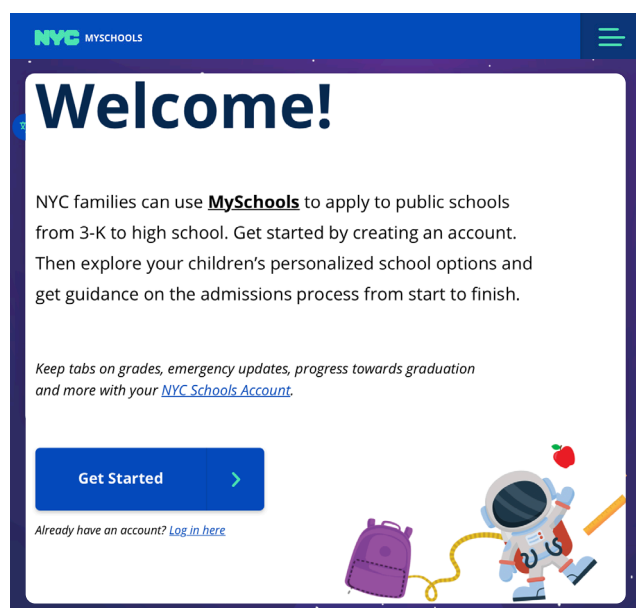 NYC MYSCHOOLS
Welcome!
NYC families can use MySchools to apply to public schools
from 3-K to high school. Get started by creating an account.
Then explore your children’s personalized school options and
get guidance on the admissions process from start to finish.
Keep tabs on grades, emergency updates, progress towards graduation
and more with your NYC Schools Account.
Get Started
Already have an account? Log in here